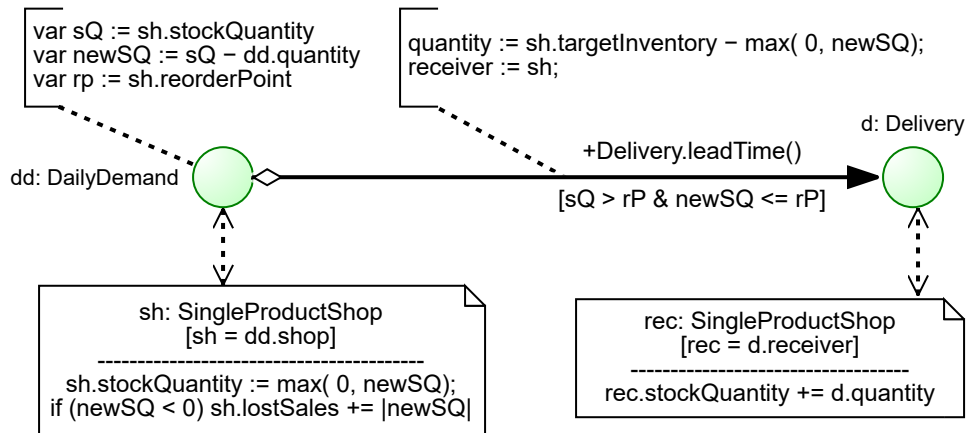 var sQ := sh.stockQuantity
var newSQ := sQ − dd.quantity
var rp := sh.reorderPoint
quantity := sh.targetInventory − max( 0, newSQ);
receiver := sh;
d: Delivery
+Delivery.leadTime()
dd: DailyDemand
[sQ > rP & newSQ <= rP]
sh: SingleProductShop
[sh = dd.shop]
-----------------------------------------
sh.stockQuantity := max( 0, newSQ);
if (newSQ < 0) sh.lostSales += |newSQ|
rec: SingleProductShop
[rec = d.receiver]
-----------------------------------
rec.stockQuantity += d.quantity